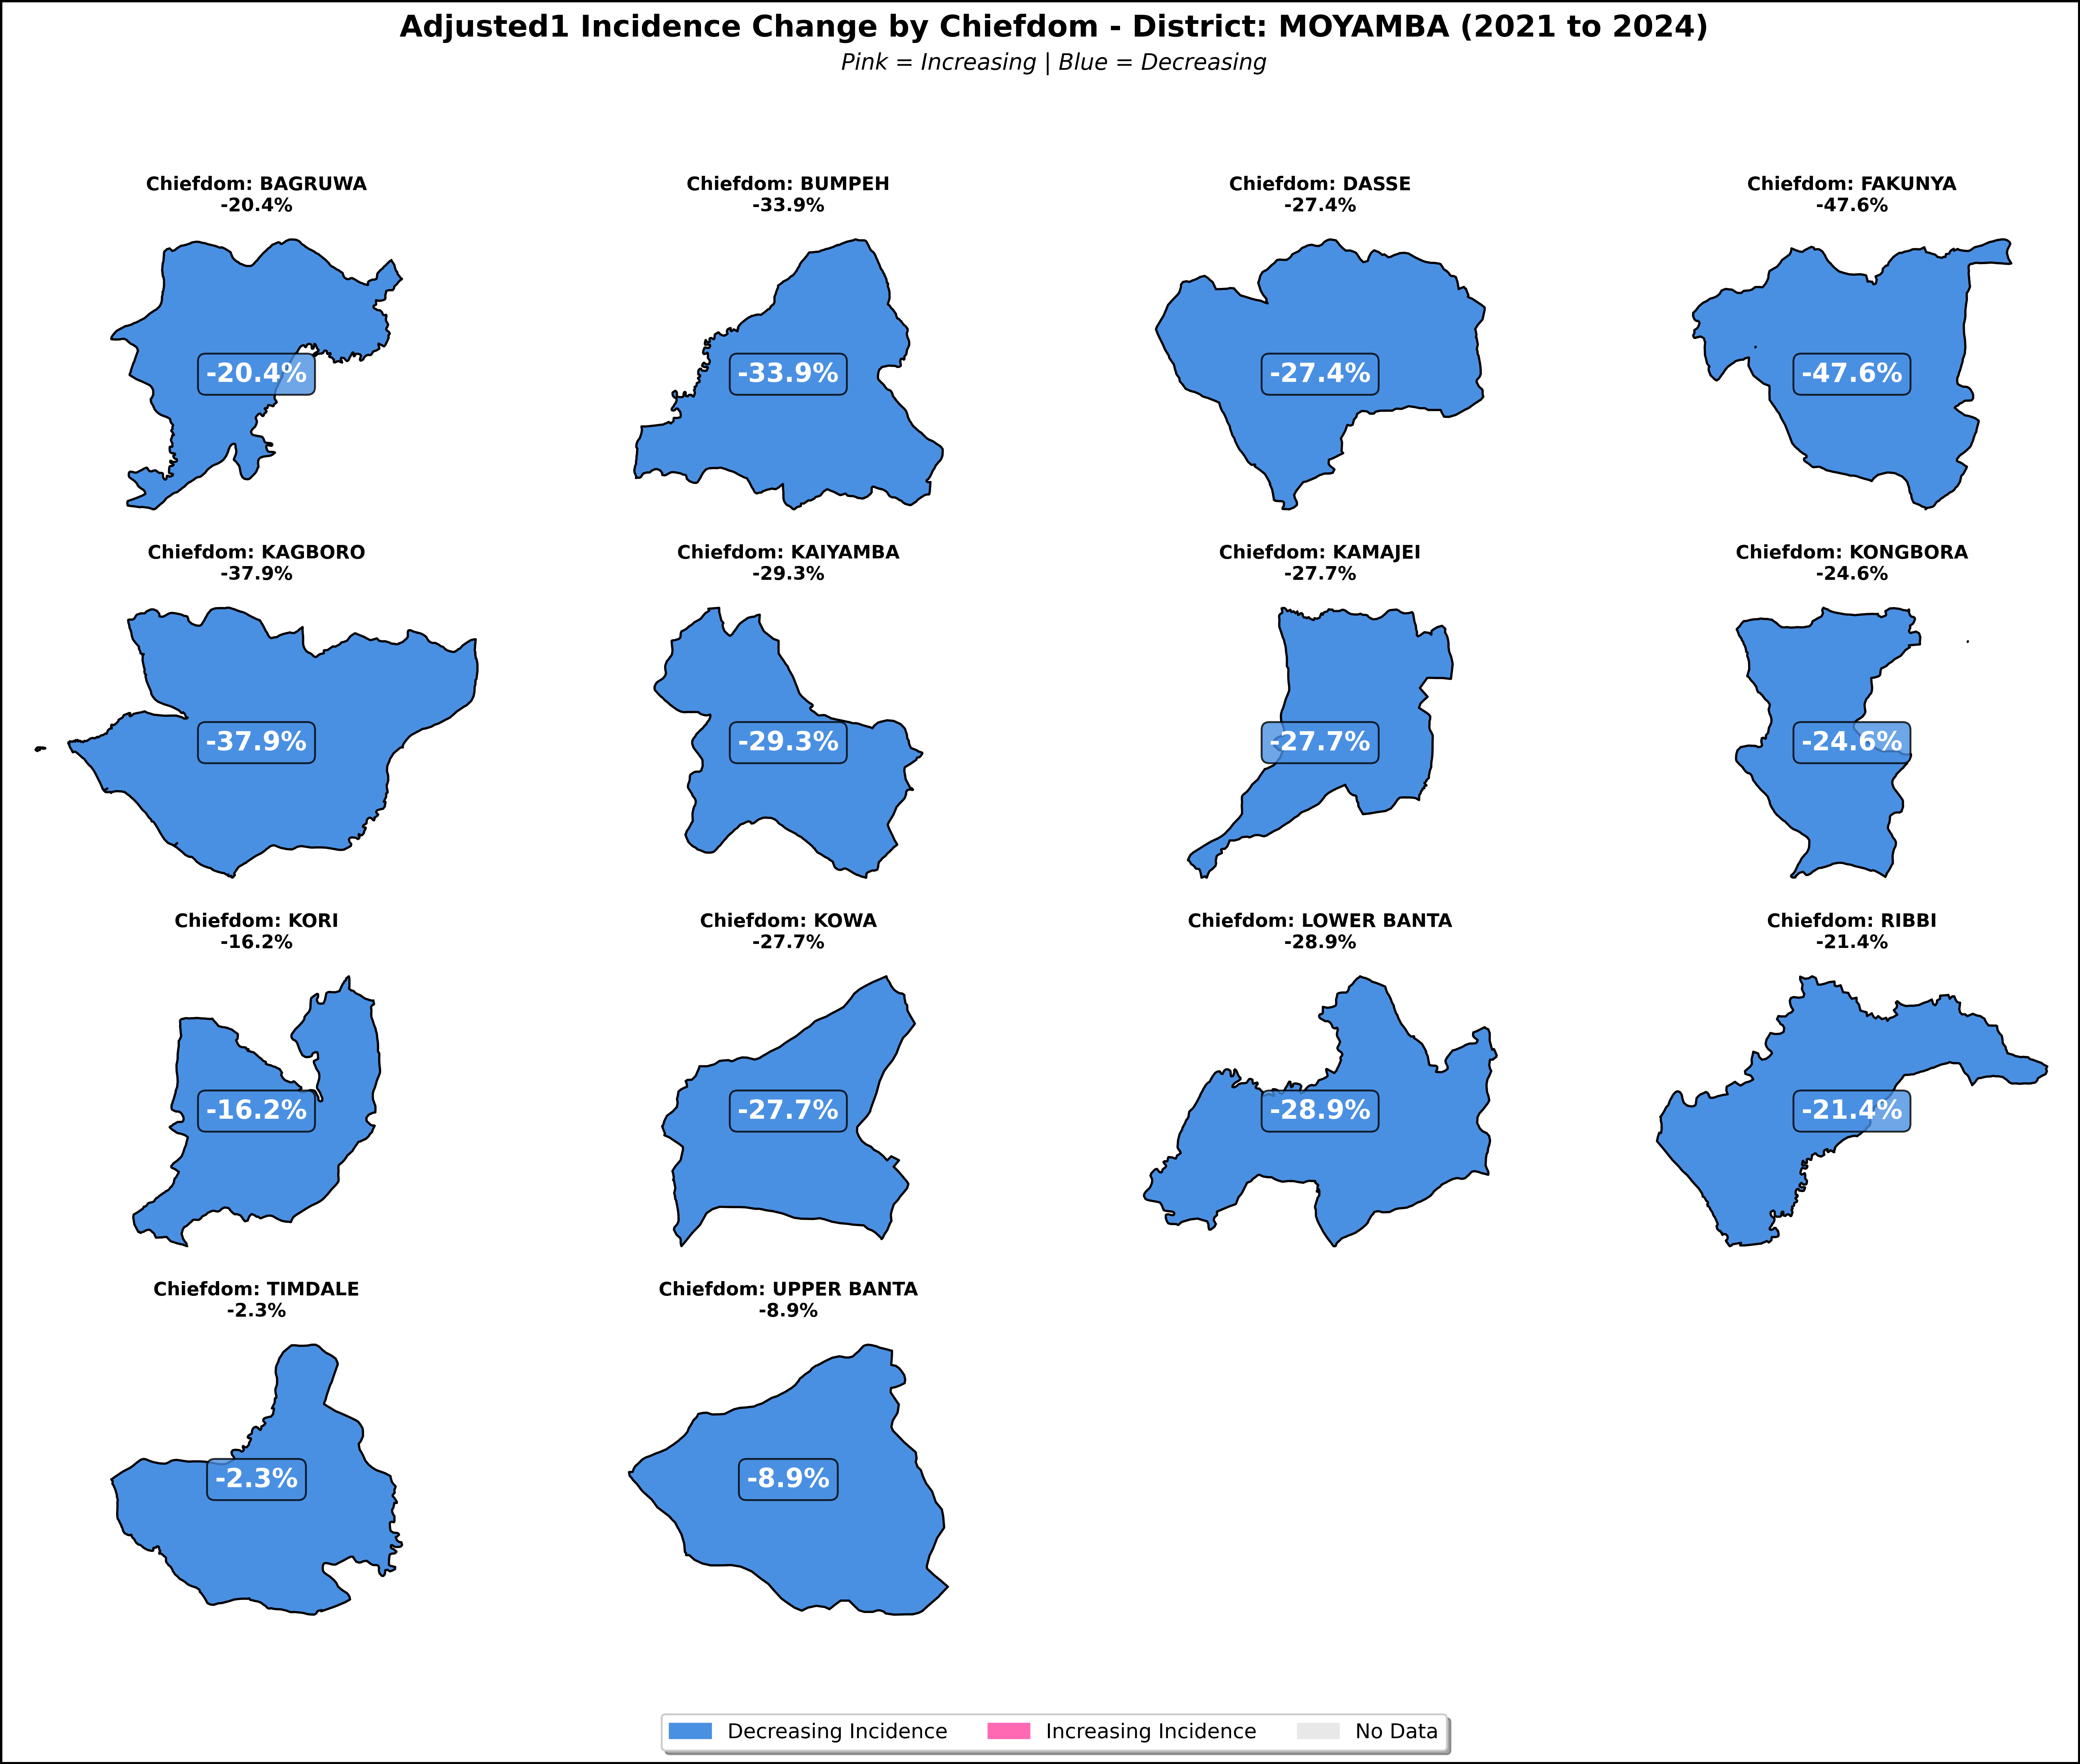 Adjusted1 Incidence Change by Chiefdom - District: MOYAMBA (2021 to 2024)
Pink = Increasing | Blue = Decreasing
Chiefdom: BAGRUWA
-20.4%
-20.4%
Chiefdom: BUMPEH
-33.9%
-33.9%
Chiefdom: DASSE
-27.4%
-27.4%
Chiefdom: FAKUNYA
-47.6%
-47.6%
Chiefdom: KAGBORO
-37.9%
-37.9%
Chiefdom: KAIYAMBA
-29.3%
-29.3%
Chiefdom: KAMAJEI
-27.7%
-27.7%
Chiefdom: KONGBORA
-24.6%
-24.6%
Chiefdom: KORI
-16.2%
-16.2%
Chiefdom: KOWA
-27.7%
-27.7%
Chiefdom: LOWER BANTA
-28.9%
-28.9%
Chiefdom: RIBBI
-21.4%
-21.4%
Chiefdom: TIMDALE
-2.3%
-2.3%
Chiefdom: UPPER BANTA
-8.9%
-8.9%
Decreasing Incidence
Increasing Incidence
No Data